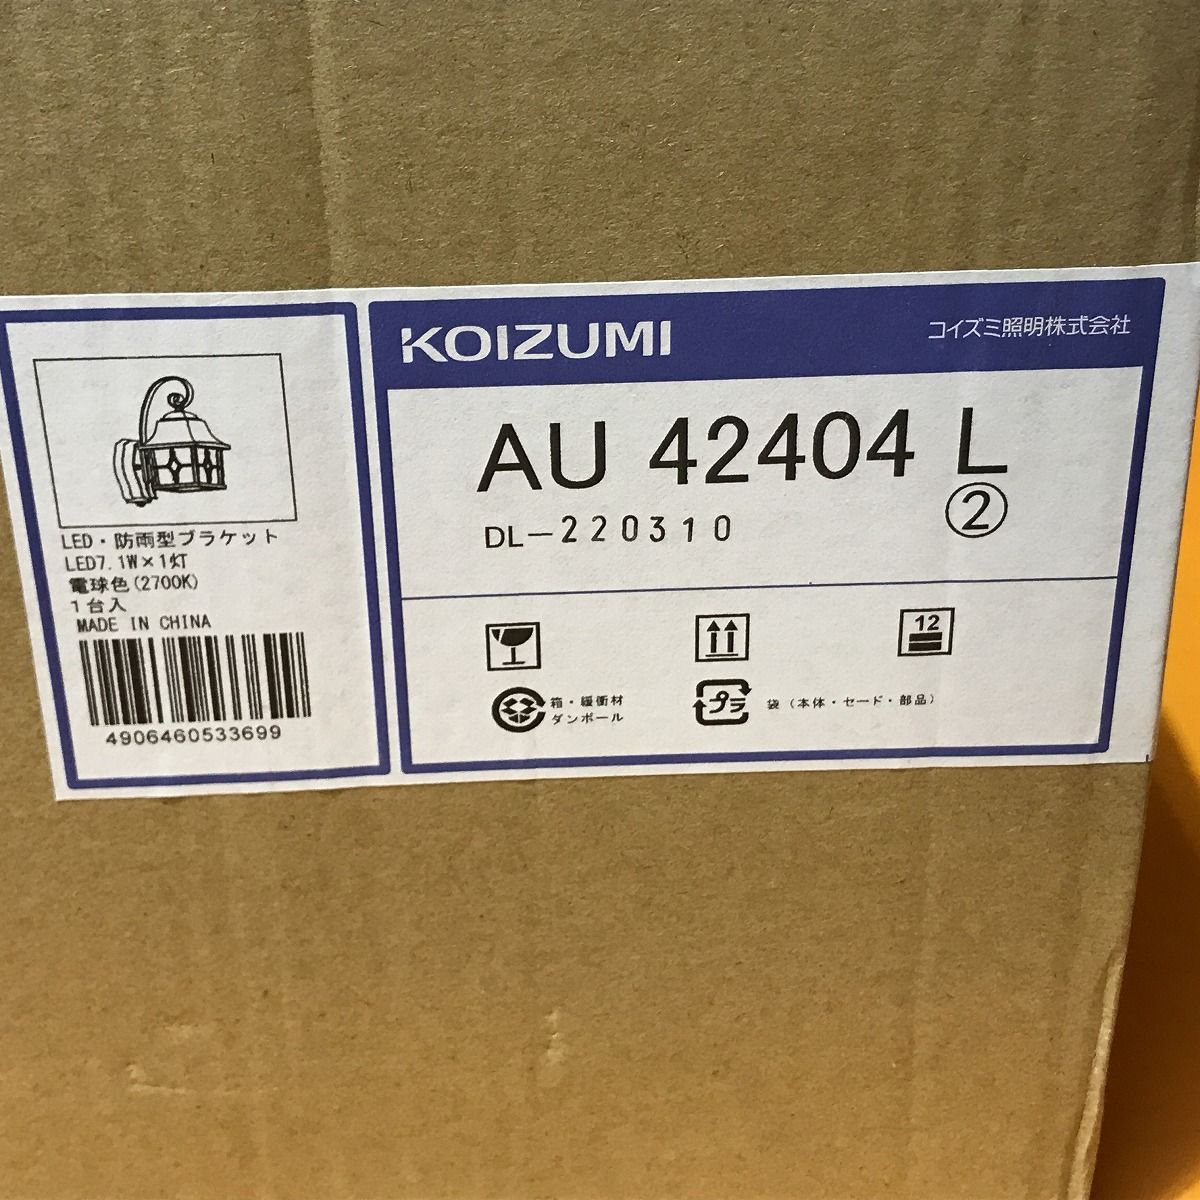 LED・防雨型ブラケット
LED7.1W×1灯
電球色(2700K)
1台入
MADE IN CHINA
4906460533699
KOIZUMI
コイズミ照明株式会社
AU 42404 L
②
DL-220310
12
箱・緩衝材
ダンボール
プラ
袋（本体・セード・部品）